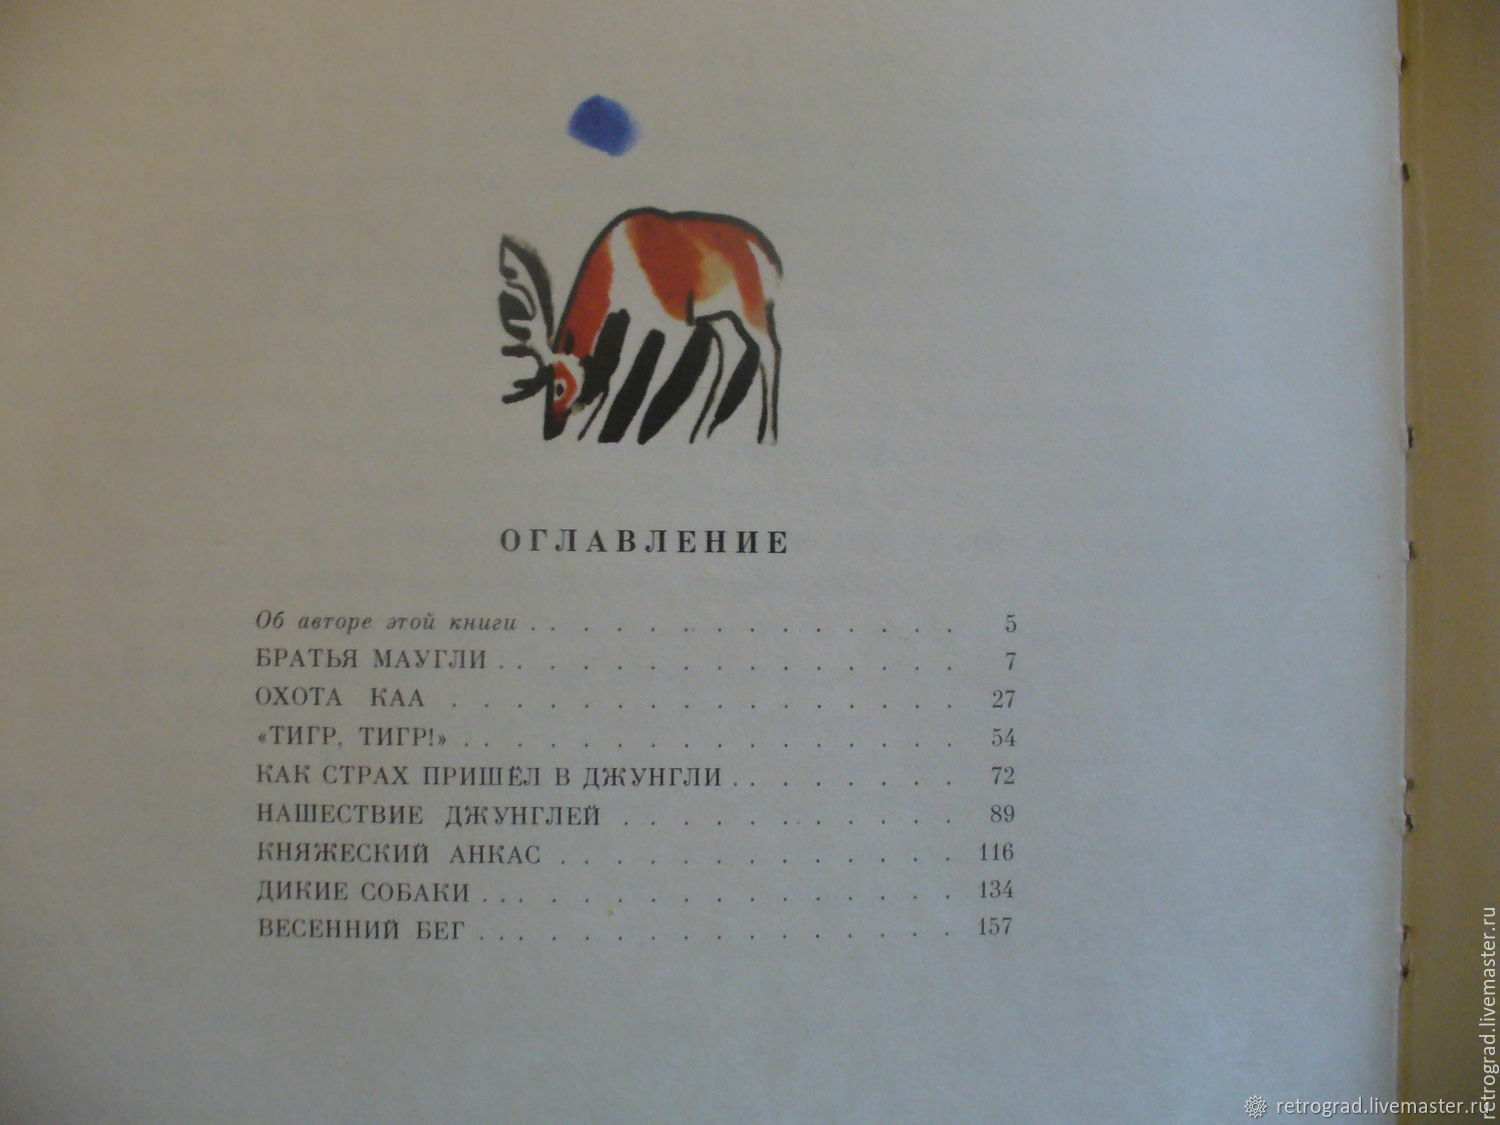 ОГЛАВЛЕНИЕ
Об авторе этой книги . . . . . . . . . . . . . . 5
БРАТЬЯ МАУГЛИ . . . . . . . . . . . . . . . 7
ОХОТА КАА . . . . . . . . . . . . . . . . 27
«ТИГР, ТИГР!» . . . . . . . . . . . . . . . . 54
КАК СТРАХ ПРИШЁЛ В ДЖУНГЛИ . . . . . . . . 72
НАШЕСТВИЕ ДЖУНГЛЕЙ . . . . . . . . . . . 89
КНЯЖЕСКИЙ АНКАС . . . . . . . . . . . . . 116
ДИКИЕ СОБАКИ . . . . . . . . . . . . . . . . 134
ВЕСЕННИЙ БЕГ . . . . . . . . . . . . . . . . 157
retrograd.livemaster.ru
retrograd.livemaster.ru